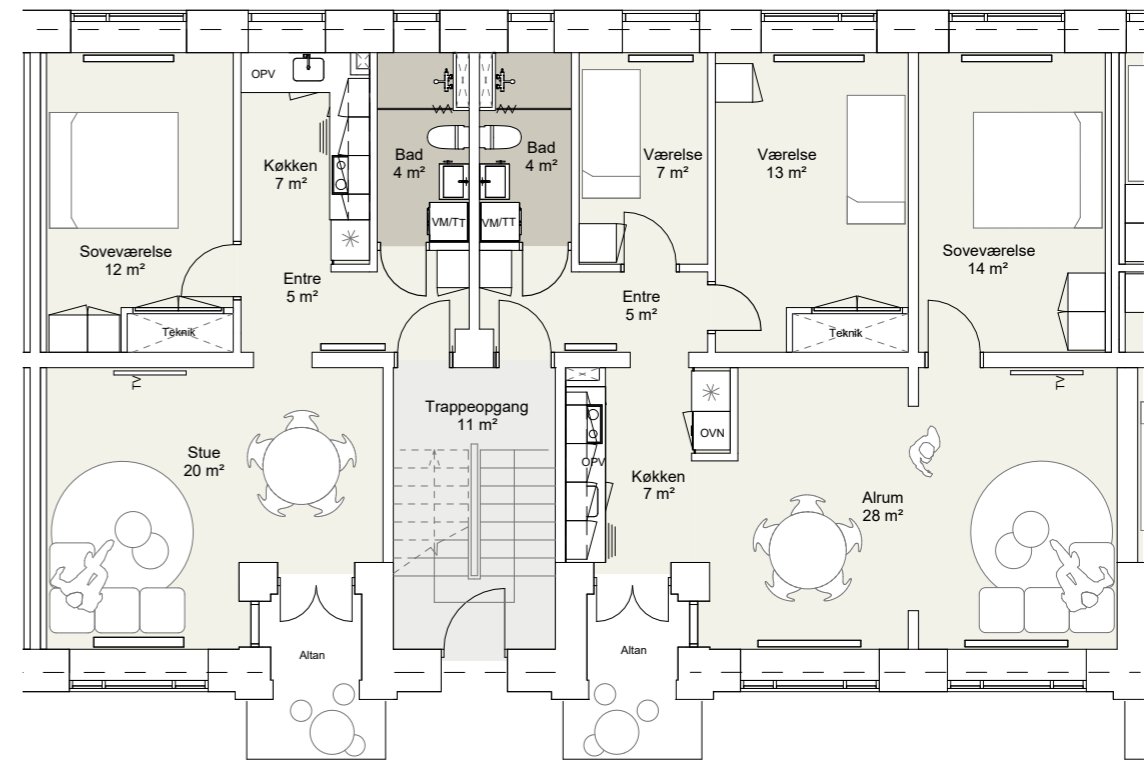 OPV
Køkken
7 m²
Bad
4 m²
Bad
4 m²
Værelse
7 m²
Værelse
13 m²
VM/TT
VM/TT
Soveværelse
12 m²
Soveværelse
14 m²
Entre
5 m²
Entre
5 m²
Teknik
Teknik
TV
TV
Trappeopgang
11 m²
OVN
Stue
20 m²
OPV
Køkken
7 m²
Alrum
28 m²
Altan
Altan